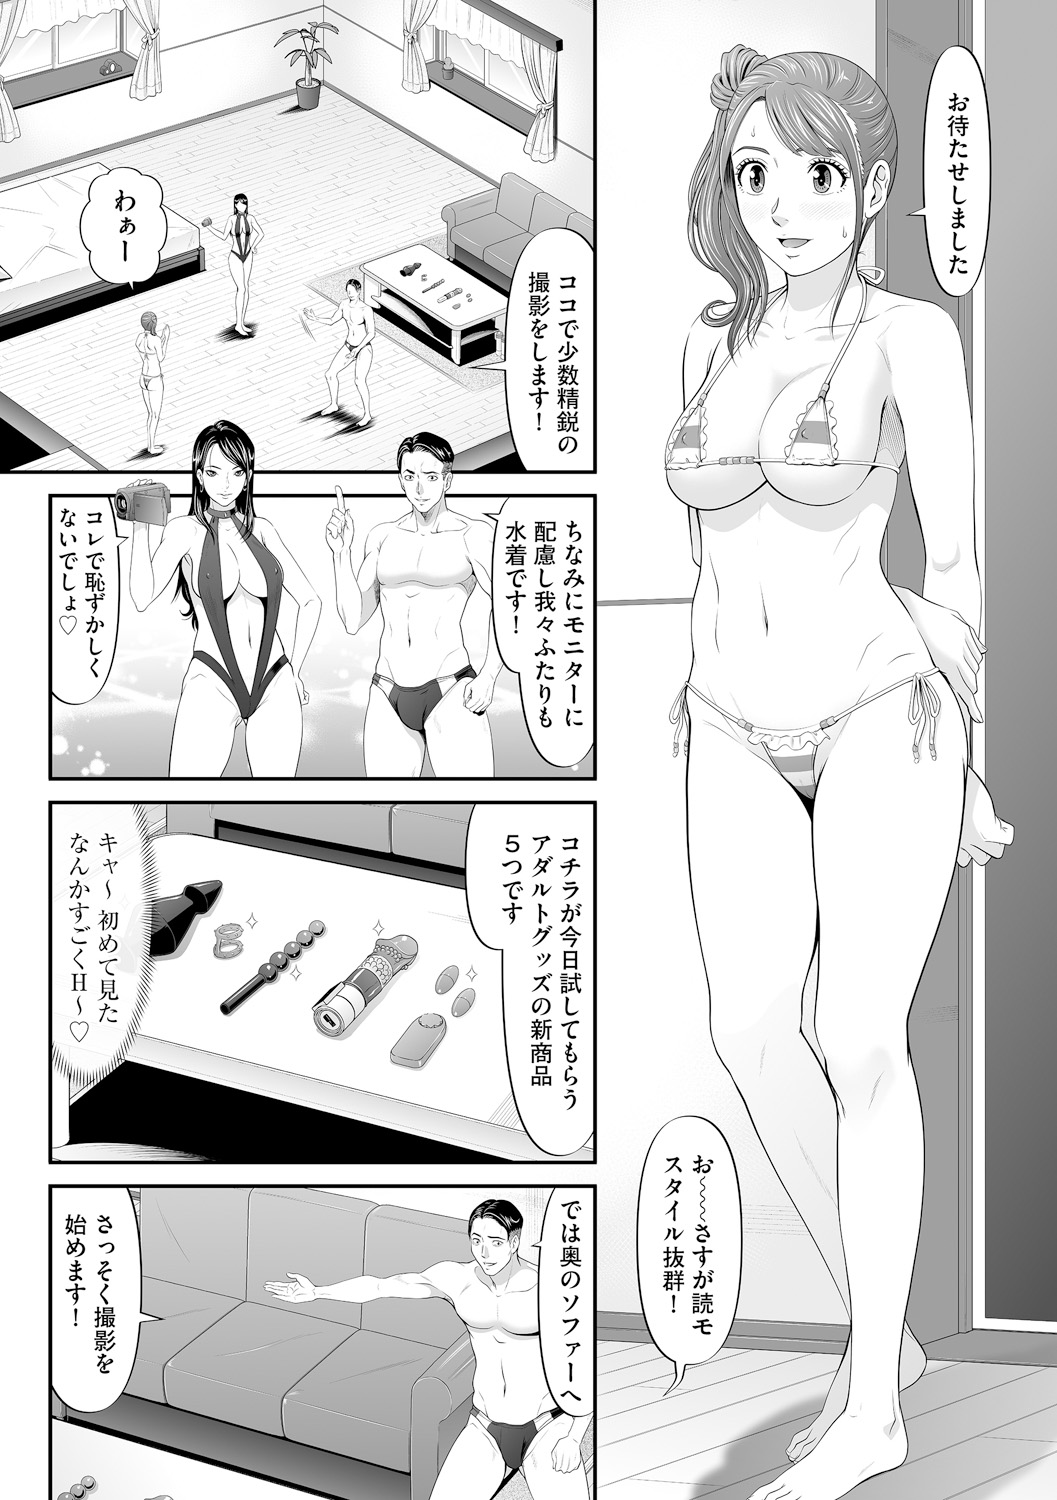 お待たせしました
お～～～さすが読モ
スタイル抜群！
ココで少数精鋭の
撮影をします！
わぁー
ちなみにモニターに
配慮し我々ふたりも
水着です！
コレで恥ずかしく
ないでしょ♡
コチラが今日試してもらう
アダルトグッズの新商品
５つです
キャ～ 初めて見た
なんかすごくH～♡
では奥のソファーへ
さっそく撮影を
始めます！